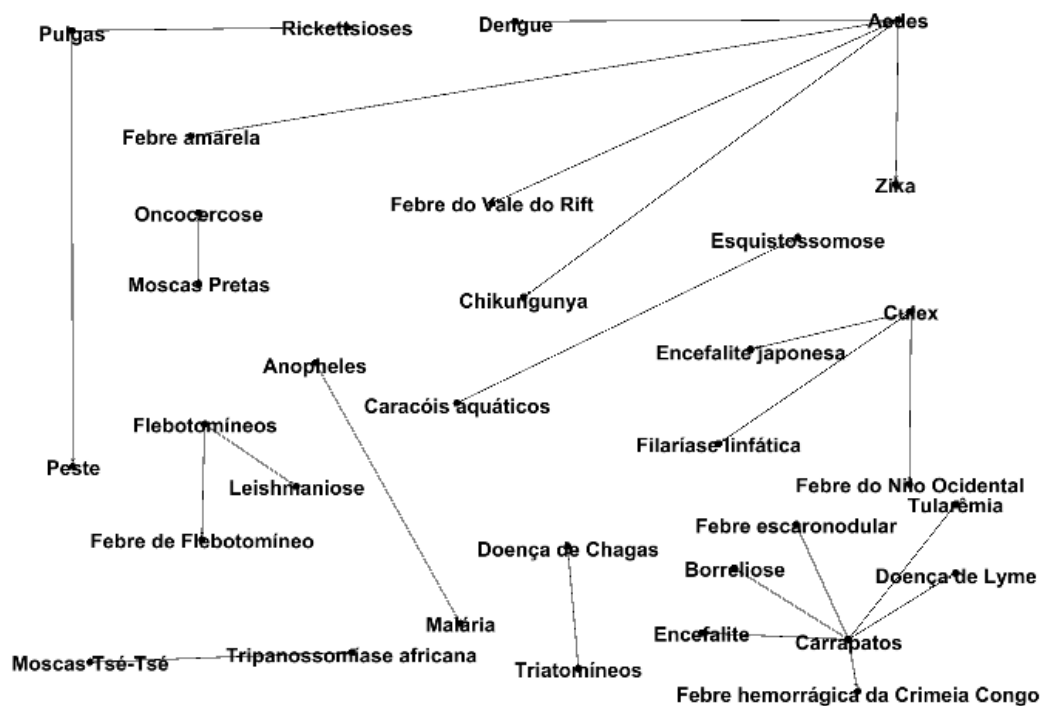 Pulgas
Rickettsioses
Dengue
Aedes
Febre amarela
Zika
Febre do Vale do Rift
Oncocercose
Esquistossomose
Moscas Pretas
Chikungunya
Culex
Encefalite japonesa
Anopheles
Caracóis aquáticos
Flebotomíneos
Filaríase linfática
Peste
Leishmaniose
Febre do Nilo Ocidental
Tularêmia
Febre escaronodular
Febre de Flebotomíneo
Doença de Chagas
Borreliose
Doença de Lyme
Malária
Encefalite
Carrapatos
Tripanossomíase africana
Moscas Tsé-Tsé
Triatomíneos
Febre hemorrágica da Crimeia Congo